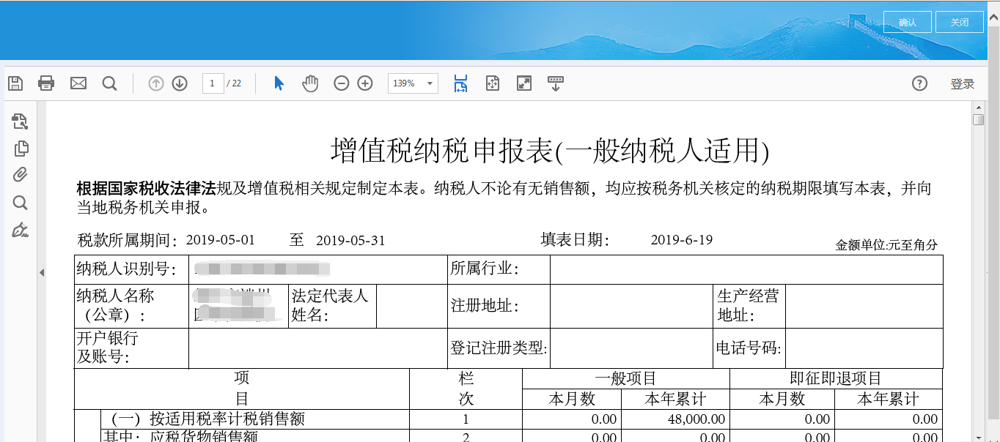 确认 关闭
1 / 22 139% 登录
增值税纳税申报表(一般纳税人适用)
根据国家税收法律法规及增值税相关规定制定本表。纳税人不论有无销售额，均应按税务机关核定的纳税期限填写本表，并向
当地税务机关申报。
税款所属期间：2019-05-01 至 2019-05-31 填表日期： 2019-6-19
金额单位:元至角分
纳税人识别号： 所属行业：
纳税人名称
（公章）： 法定代表人
姓名： 注册地址： 生产经营
地址：
开户银行
及账号： 登记注册类型: 电话号码:
项 栏 一般项目 即征即退项目
目 次 本月数 本年累计 本月数 本年累计
（一）按适用税率计税销售额 1 0.00 48,000.00 0.00 0.00
其中：应税货物销售额 2 0.00 0.00 0.00 0.00